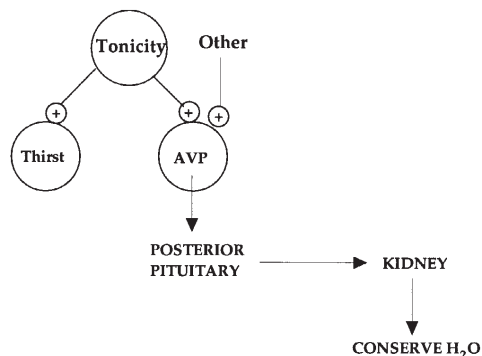 Tonicity
Other
+
+
+
Thirst
AVP
POSTERIOR
PITUITARY
KIDNEY
CONSERVE H₂O